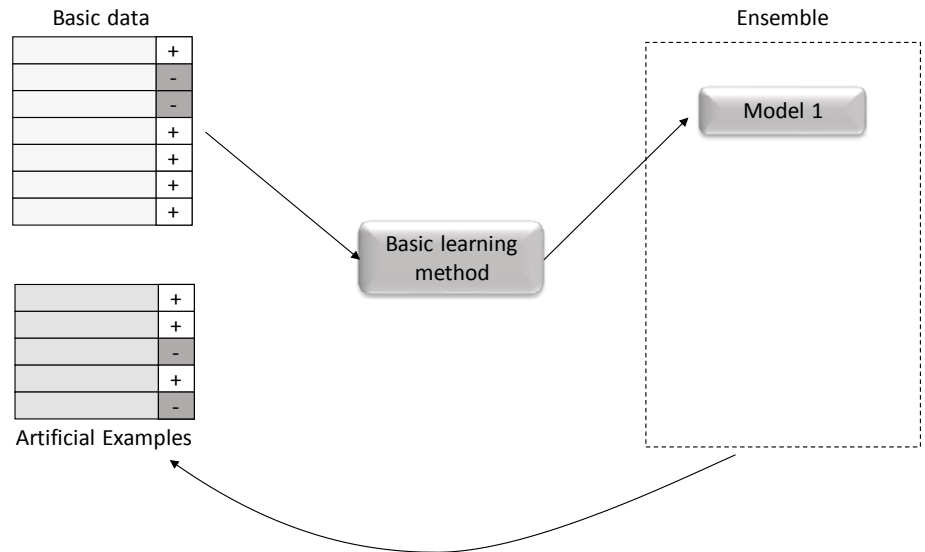 Basic data
+
-
-
+
+
+
+
Ensemble
Model 1
Basic learning
method
+
+
-
+
-
Artificial Examples